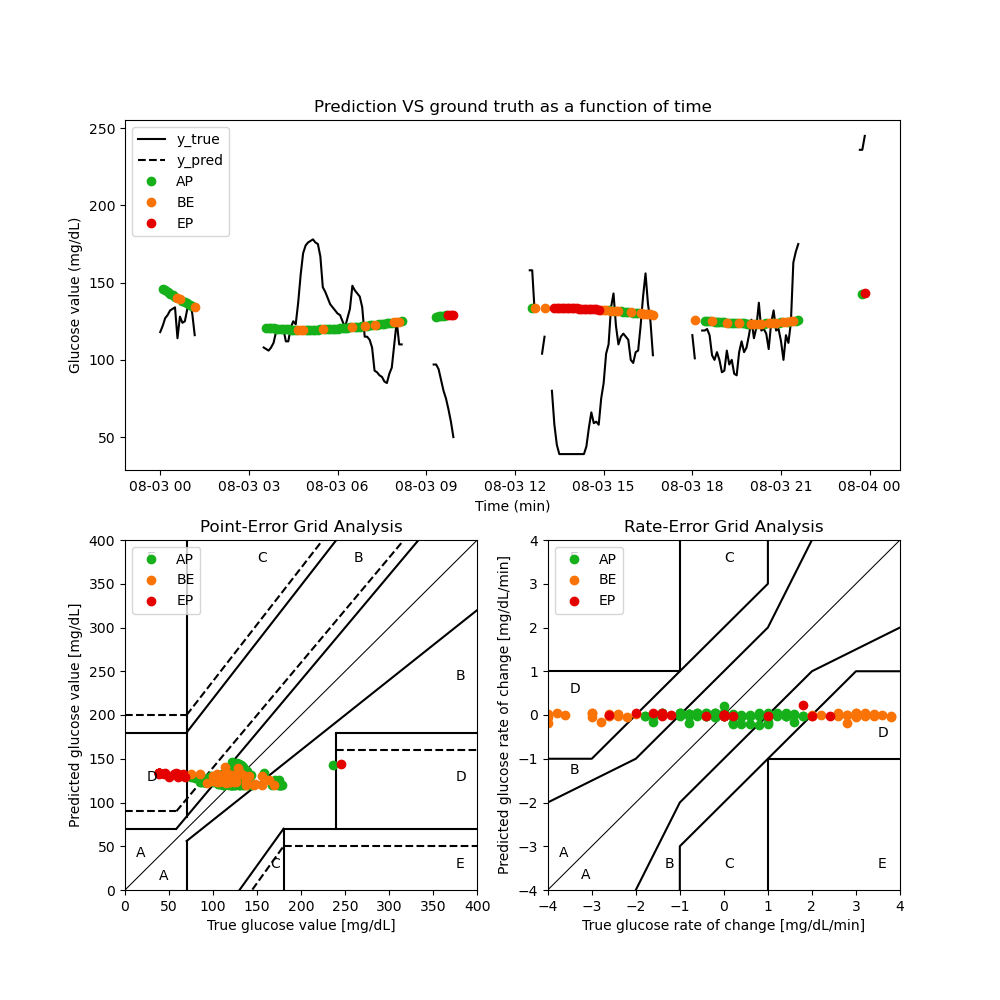 Prediction VS ground truth as a function of time
Glucose value (mg/dL)
250
200
150
100
50
y_true
y_pred
AP
BE
EP
08-03 00 08-03 03 08-03 06 08-03 09 08-03 12 08-03 15 08-03 18 08-03 21 08-04 00
Time (min)
Point-Error Grid Analysis
Predicted glucose value [mg/dL]
400
350
300
250
200
150
100
50
0
AP
BE
EP
C
B
B
D
D
A
A
C
E
0 50 100 150 200 250 300 350 400
True glucose value [mg/dL]
Rate-Error Grid Analysis
Predicted glucose rate of change [mg/dL/min]
4
3
2
1
0
−1
−2
−3
−4
AP
BE
EP
C
D
D
B
A
A
B
C
E
−4 −3 −2 −1 0 1 2 3 4
True glucose rate of change [mg/dL/min]